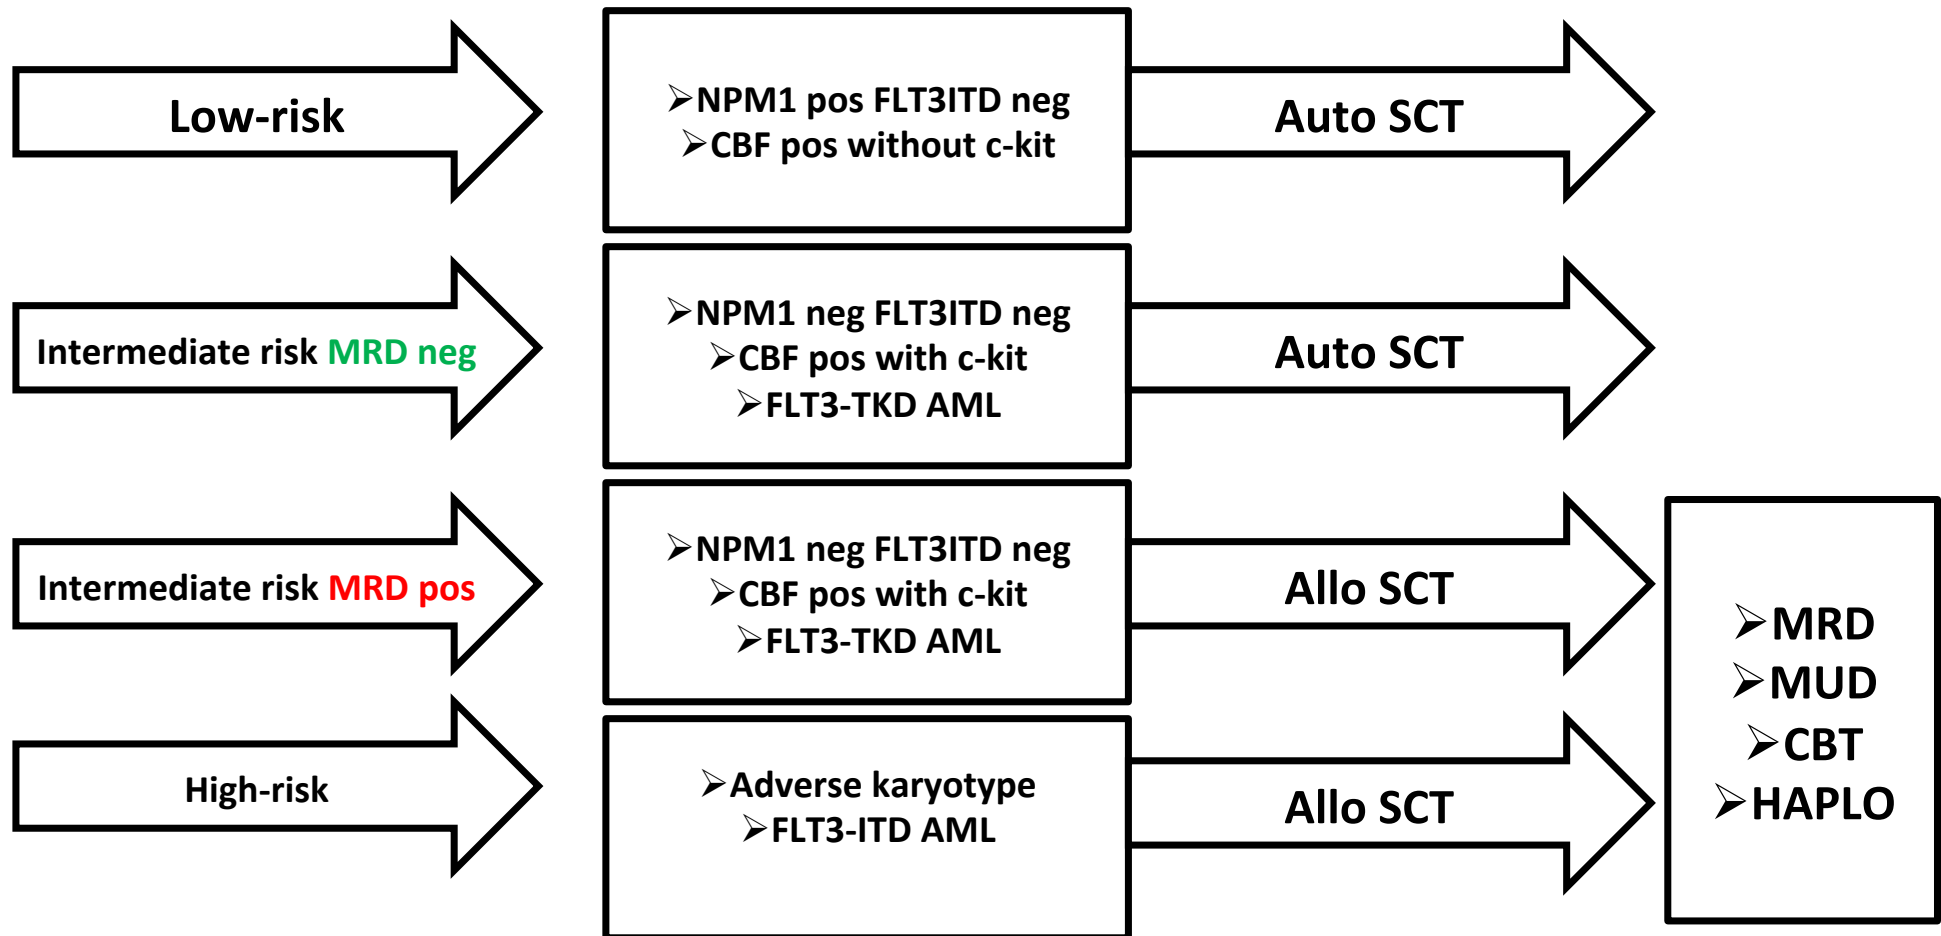 Low-risk
➢NPM1 pos FLT3ITD neg
➢CBF pos without c-kit
Auto SCT
Intermediate risk MRD neg
➢NPM1 neg FLT3ITD neg
➢CBF pos with c-kit
➢FLT3-TKD AML
Auto SCT
Intermediate risk MRD pos
➢NPM1 neg FLT3ITD neg
➢CBF pos with c-kit
➢FLT3-TKD AML
Allo SCT
High-risk
➢Adverse karyotype
➢FLT3-ITD AML
Allo SCT
➢MRD
➢MUD
➢CBT
➢HAPLO